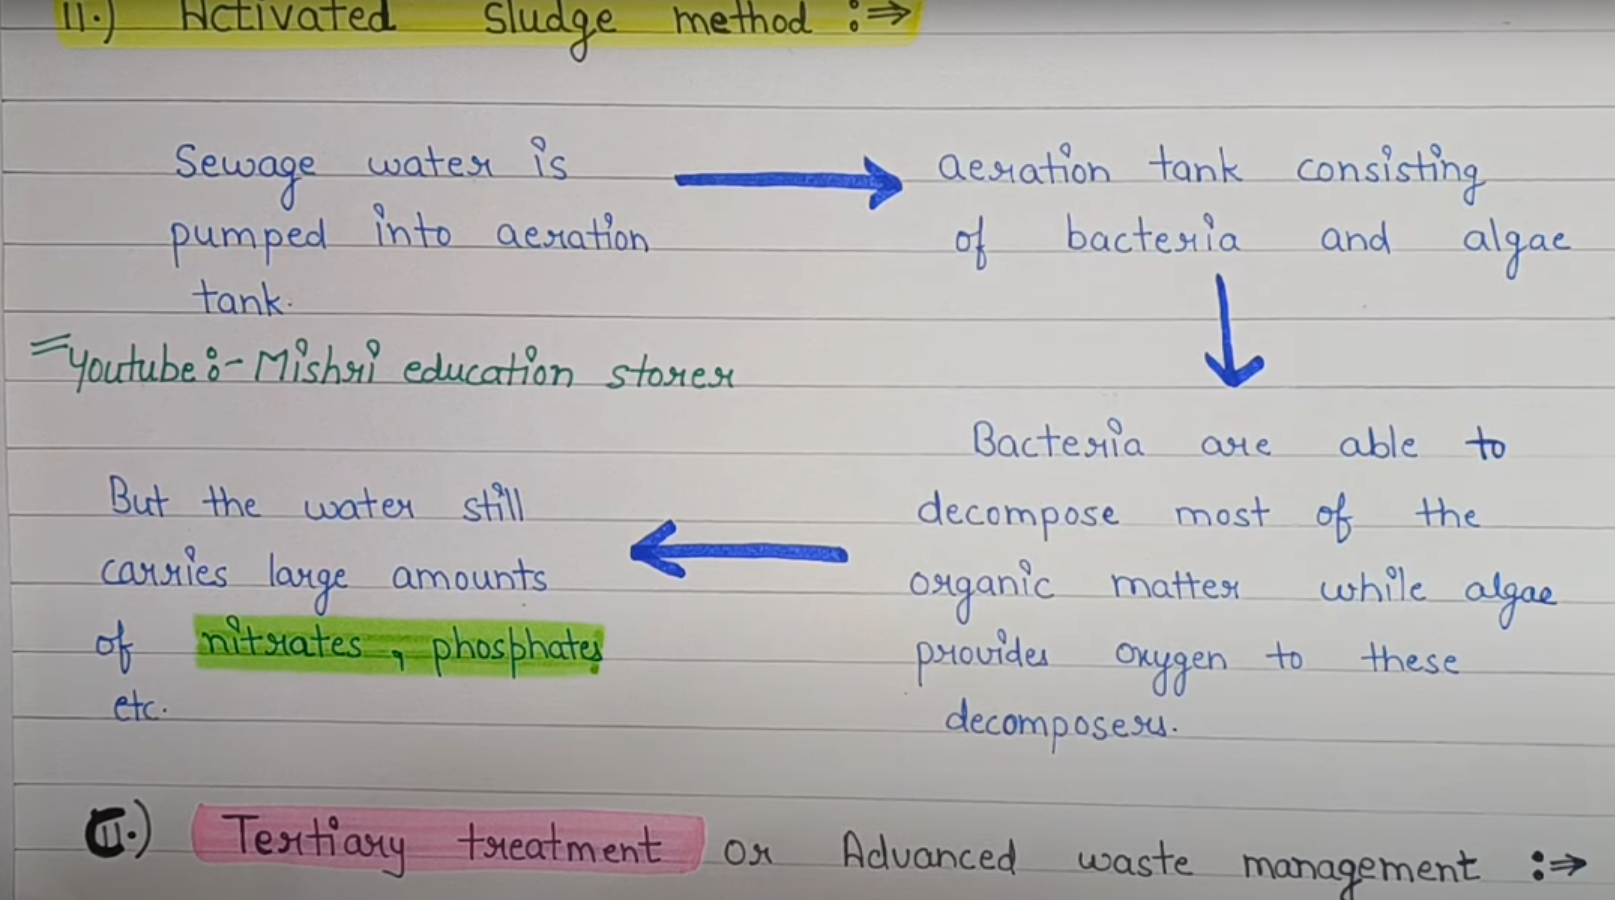 II.) Activated Sludge method :⇒
Sewage water is
pumped into aeration
tank.
aeration tank consisting
of bacteria and algae
Youtube :- Mishri education storer
Bacteria are able to
decompose most of the
organic matter while algae
provides oxygen to these
decomposers.
But the water still
carries large amounts
of nitrates, phosphates
etc.
C.) Tertiary treatment or Advanced waste management :⇒